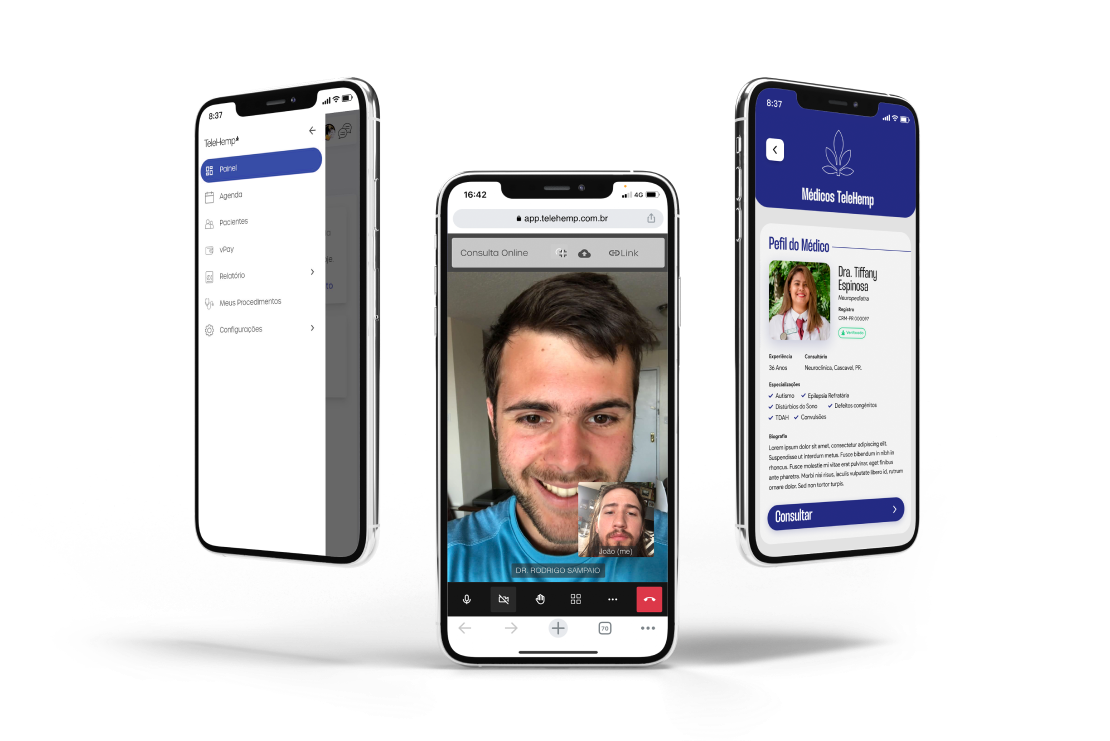 8:37
TeleHemp
Painel
Agenda
Pacientes
vPay
Relatório
Meus Procedimentos
Configurações
je
to
16:42
4G
app.telehemp.com.br
Consulta Online
Link
João (me)
DR. RODRIGO SAMPAIO
70
8:37
Médicos TeleHemp
Pefil do Médico
Dra. Tiffany
Espinosa
Neuropediatra
Registro
CRM-PR 000097
Verificado
Experiência Consultório
36 Anos Neuroclínica, Cascavel, PR.
Especializações
Autismo Epilepsia Refratária
Distúrbios do Sono Defeitos congênitos
TDAH Convulsões
Biografia
Lorem ipsum dolor sit amet, consectetur adipiscing elit.
Suspendisse ut interdum metus. Fusce bibendum in nibh in
rhoncus. Fusce molestie mi vitae erat pulvinar, eget finibus
ante pharetra. Morbi nisi risus, iaculis vulputate libero id, rutrum
ornare dolor. Sed non tortor turpis.
Consultar